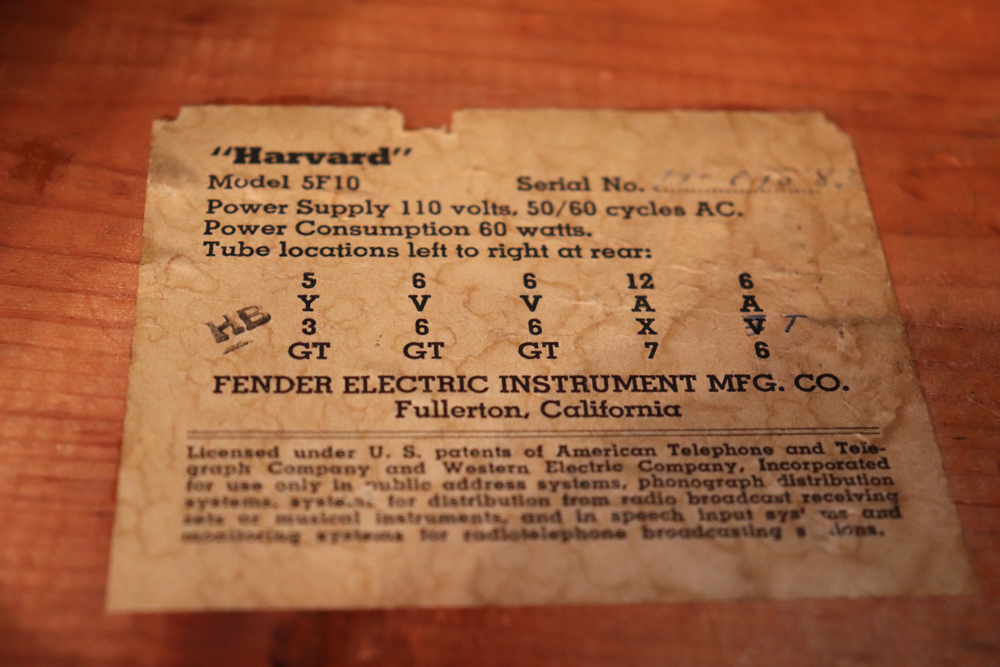 "Harvard"
Model 5F10 Serial No.
Power Supply 110 volts, 50/60 cycles AC.
Power Consumption 60 watts.
Tube locations left to right at rear:
5 6 6 12 6
Y V V A A
3 6 6 X V T
GT GT GT 7 6
HB
FENDER ELECTRIC INSTRUMENT MFG. CO.
Fullerton, California
Licensed under U. S. patents of American Telephone and Tele-
graph Company and Western Electric Company, Incorporated
for use only in public address systems, phonograph distribution
systems, systems for distribution from radio broadcast receiving
sets or musical instruments, and in speech input systems and
monitoring systems for radiotelephone broadcasting stations.